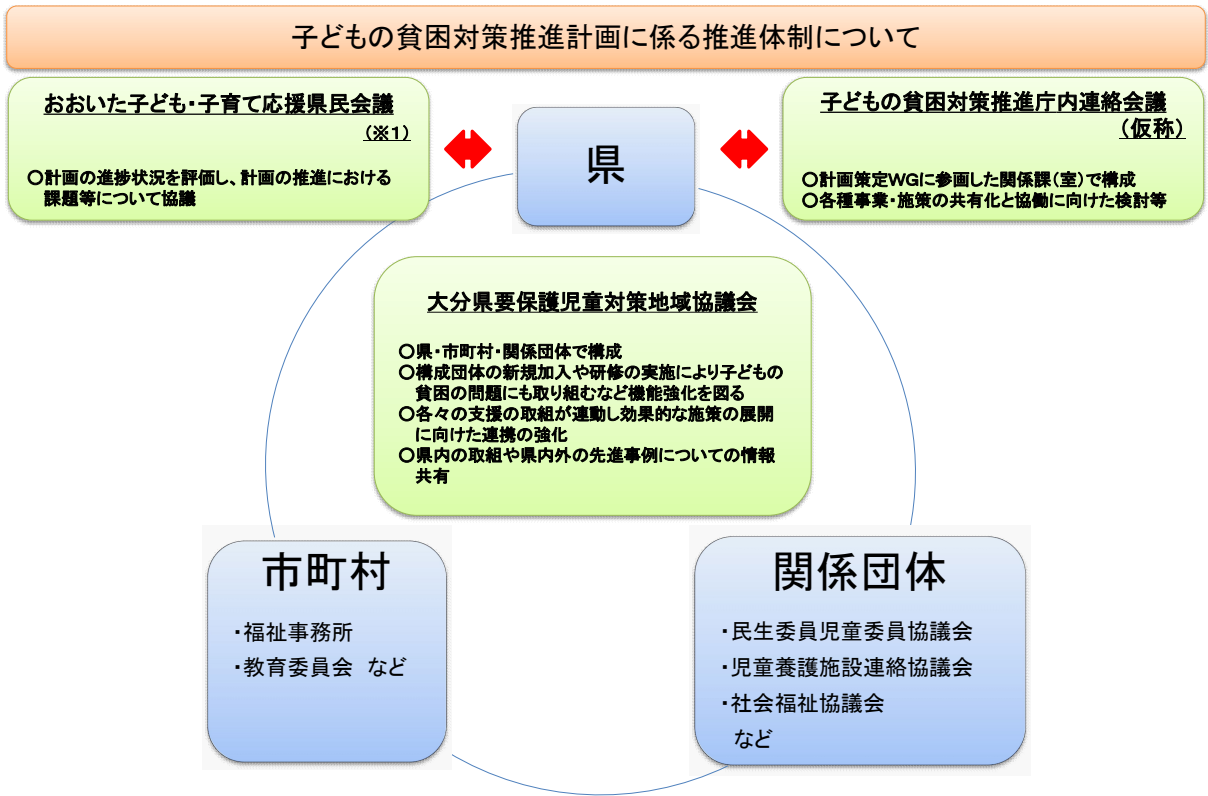 子どもの貧困対策推進計画に係る推進体制について
おおいた子ども・子育て応援県民会議
（※１）
○計画の進捗状況を評価し、計画の推進における
課題等について協議
県
子どもの貧困対策推進庁内連絡会議
（仮称）
○計画策定WGに参画した関係課（室）で構成
○各種事業・施策の共有化と協働に向けた検討等
大分県要保護児童対策地域協議会
○県・市町村・関係団体で構成
○構成団体の新規加入や研修の実施により子どもの
貧困の問題にも取り組むなど機能強化を図る
○各々の支援の取組が連動し効果的な施策の展開
に向けた連携の強化
○県内の取組や県内外の先進事例についての情報
共有
市町村
・福祉事務所
・教育委員会　など
関係団体
・民生委員児童委員協議会
・児童養護施設連絡協議会
・社会福祉協議会
など